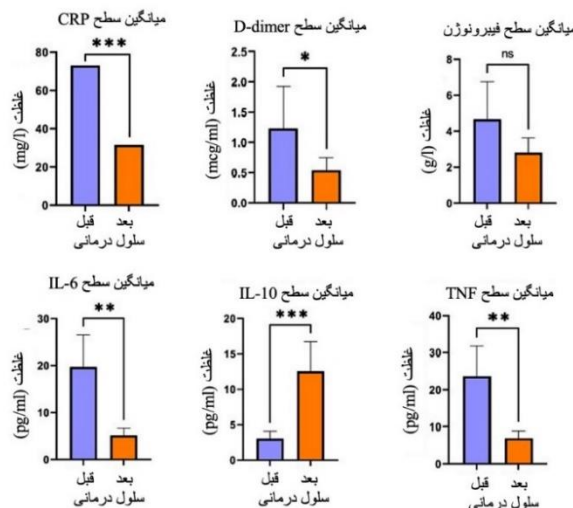 میانگین سطح CRP
***
غلظت (mg/l)
80
60
40
20
0
قبل بعد
سلول درمانی
میانگین سطح D-dimer
*
غلظت (mcg/ml)
2.5
2.0
1.5
1.0
0.5
0.0
قبل بعد
سلول درمانی
میانگین سطح فیبرونوژن
ns
غلظت (g/l)
8
6
4
2
0
قبل بعد
سلول درمانی
میانگین سطح IL-6
**
غلظت (pg/ml)
30
20
10
0
قبل بعد
سلول درمانی
میانگین سطح IL-10
***
غلظت (pg/ml)
20
15
10
5
0
قبل بعد
سلول درمانی
میانگین سطح TNF
**
غلظت (pg/ml)
40
30
20
10
0
قبل بعد
سلول درمانی